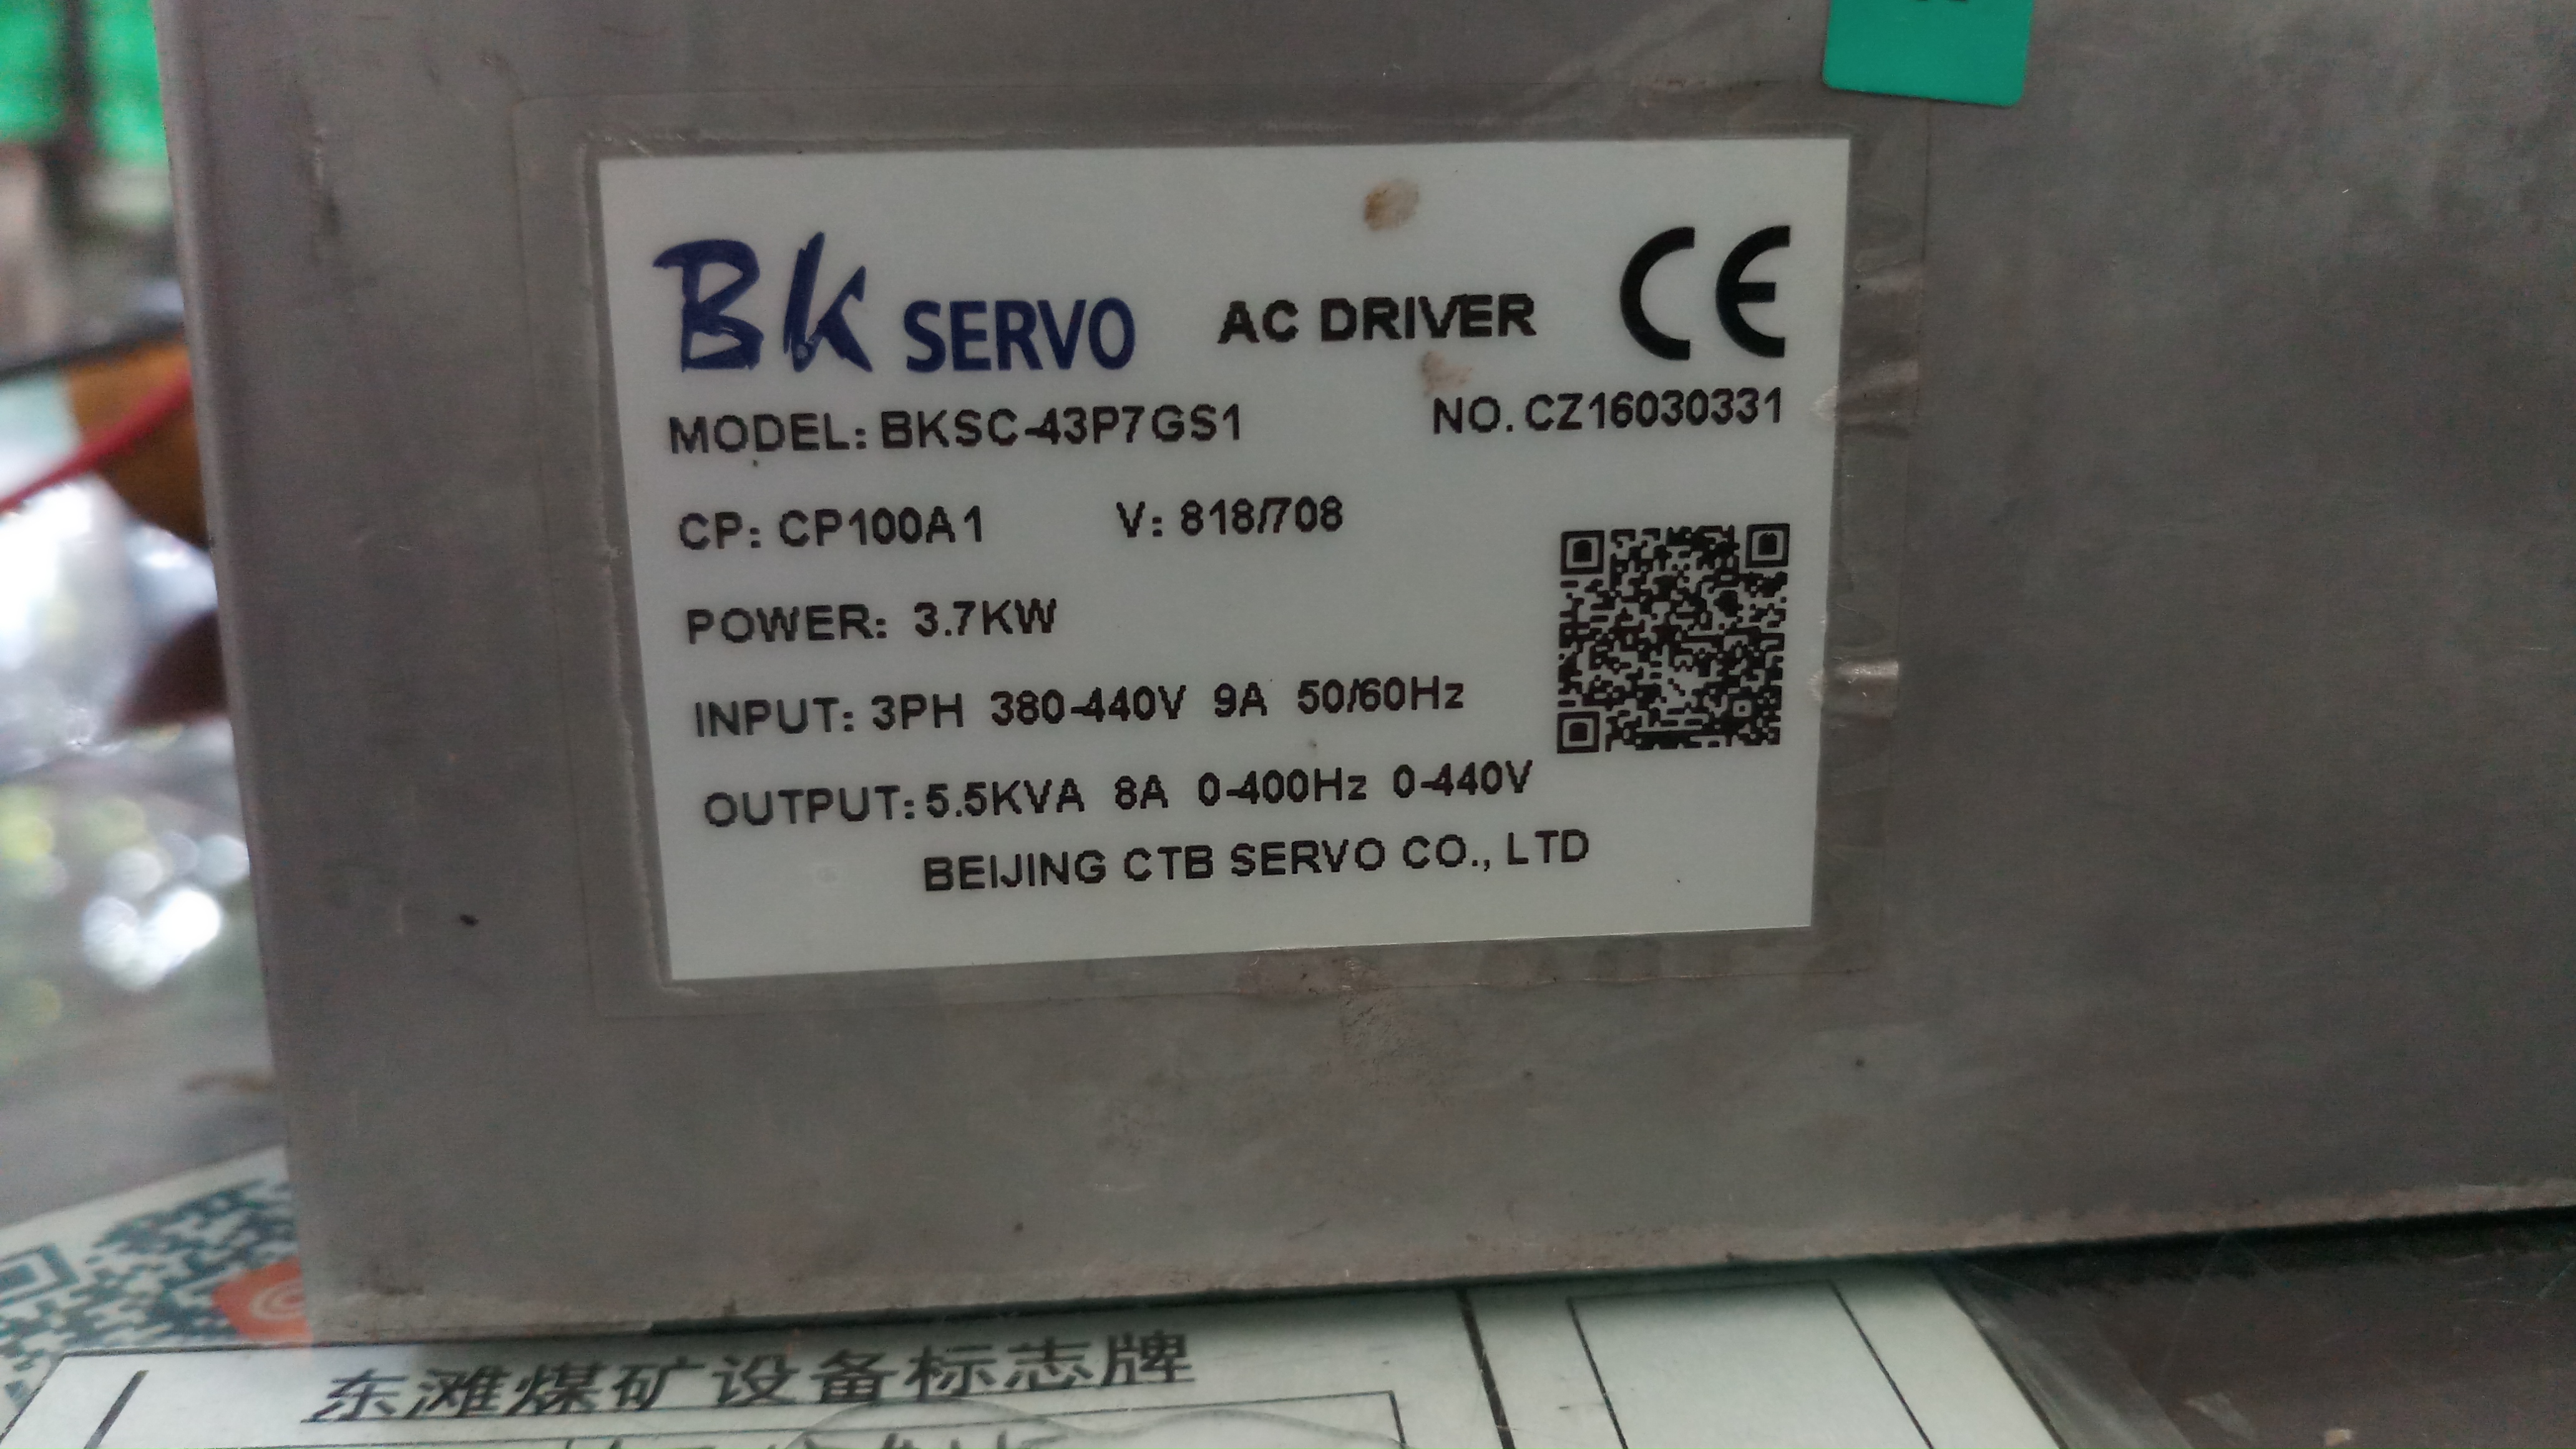 BK SERVO AC DRIVER CE
MODEL: BKSC-43P7GS1 NO. CZ16030331
CP: CP100A1 V: 818/708
POWER: 3.7KW
INPUT: 3PH 380-440V 9A 50/60Hz
OUTPUT: 5.5KVA 8A 0-400Hz 0-440V
BEIJING CTB SERVO CO., LTD
东滩煤矿设备标志牌